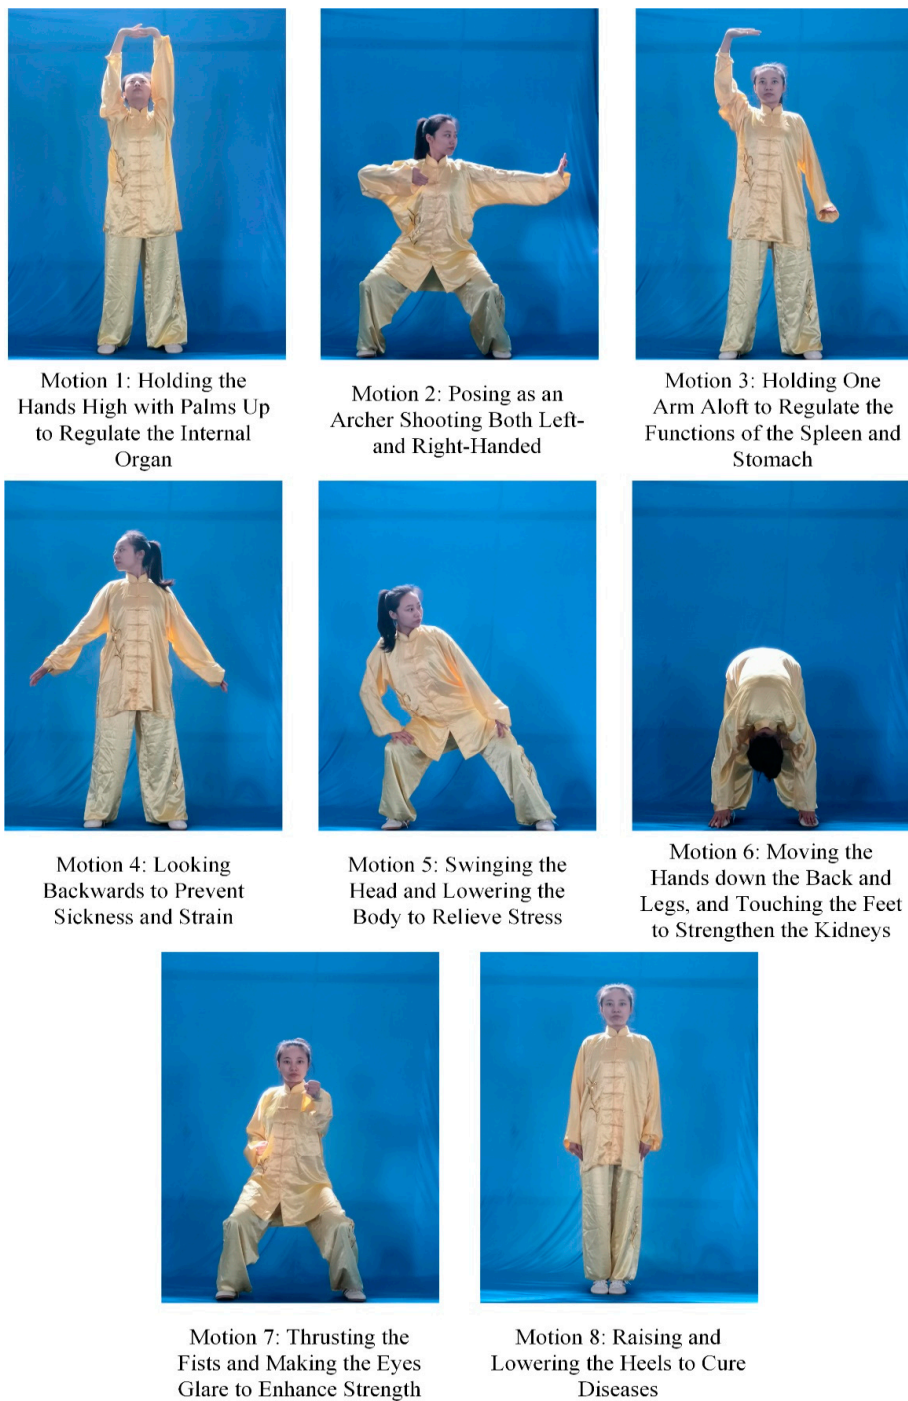 Motion 1: Holding the
Hands High with Palms Up
to Regulate the Internal
Organ
Motion 2: Posing as an
Archer Shooting Both Left-
and Right-Handed
Motion 3: Holding One
Arm Aloft to Regulate the
Functions of the Spleen and
Stomach
Motion 4: Looking
Backwards to Prevent
Sickness and Strain
Motion 5: Swinging the
Head and Lowering the
Body to Relieve Stress
Motion 6: Moving the
Hands down the Back and
Legs, and Touching the Feet
to Strengthen the Kidneys
Motion 7: Thrusting the
Fists and Making the Eyes
Glare to Enhance Strength
Motion 8: Raising and
Lowering the Heels to Cure
Diseases